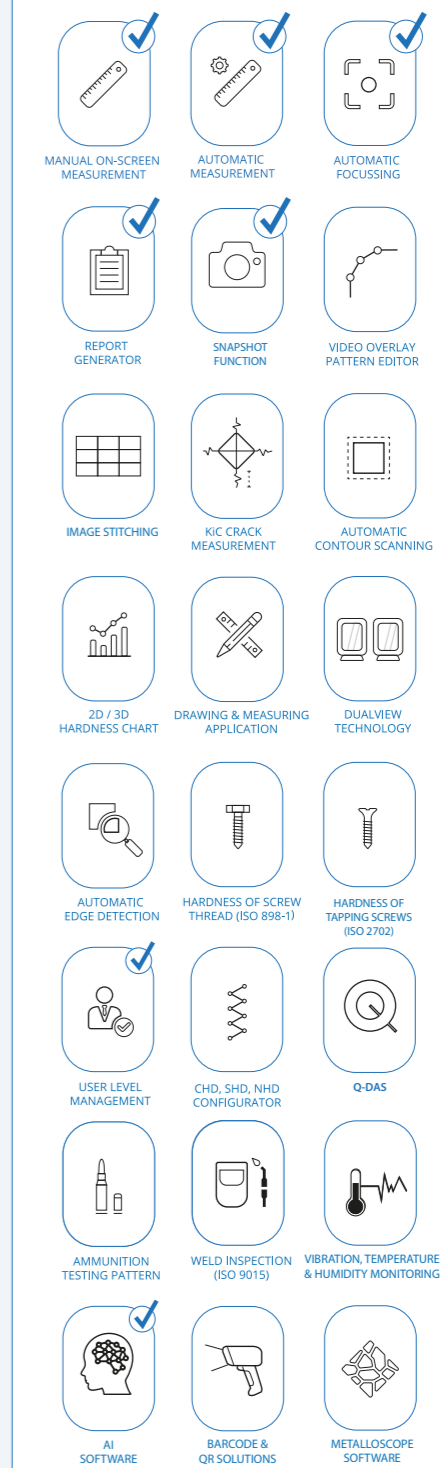 MANUAL ON-SCREEN
MEASUREMENT
AUTOMATIC
MEASUREMENT
AUTOMATIC
FOCUSSING
REPORT
GENERATOR
SNAPSHOT
FUNCTION
VIDEO OVERLAY
PATTERN EDITOR
IMAGE STITCHING
KiC CRACK
MEASUREMENT
AUTOMATIC
CONTOUR SCANNING
2D / 3D
HARDNESS CHART
DRAWING & MEASURING
APPLICATION
DUALVIEW
TECHNOLOGY
AUTOMATIC
EDGE DETECTION
HARDNESS OF SCREW
THREAD (ISO 898-1)
HARDNESS OF
TAPPING SCREWS
(ISO 2702)
USER LEVEL
MANAGEMENT
CHD, SHD, NHD
CONFIGURATOR
Q-DAS
AMMUNITION
TESTING PATTERN
WELD INSPECTION
(ISO 9015)
VIBRATION, TEMPERATURE
& HUMIDITY MONITORING
AI
SOFTWARE
BARCODE &
QR SOLUTIONS
METALLOSCOPE
SOFTWARE